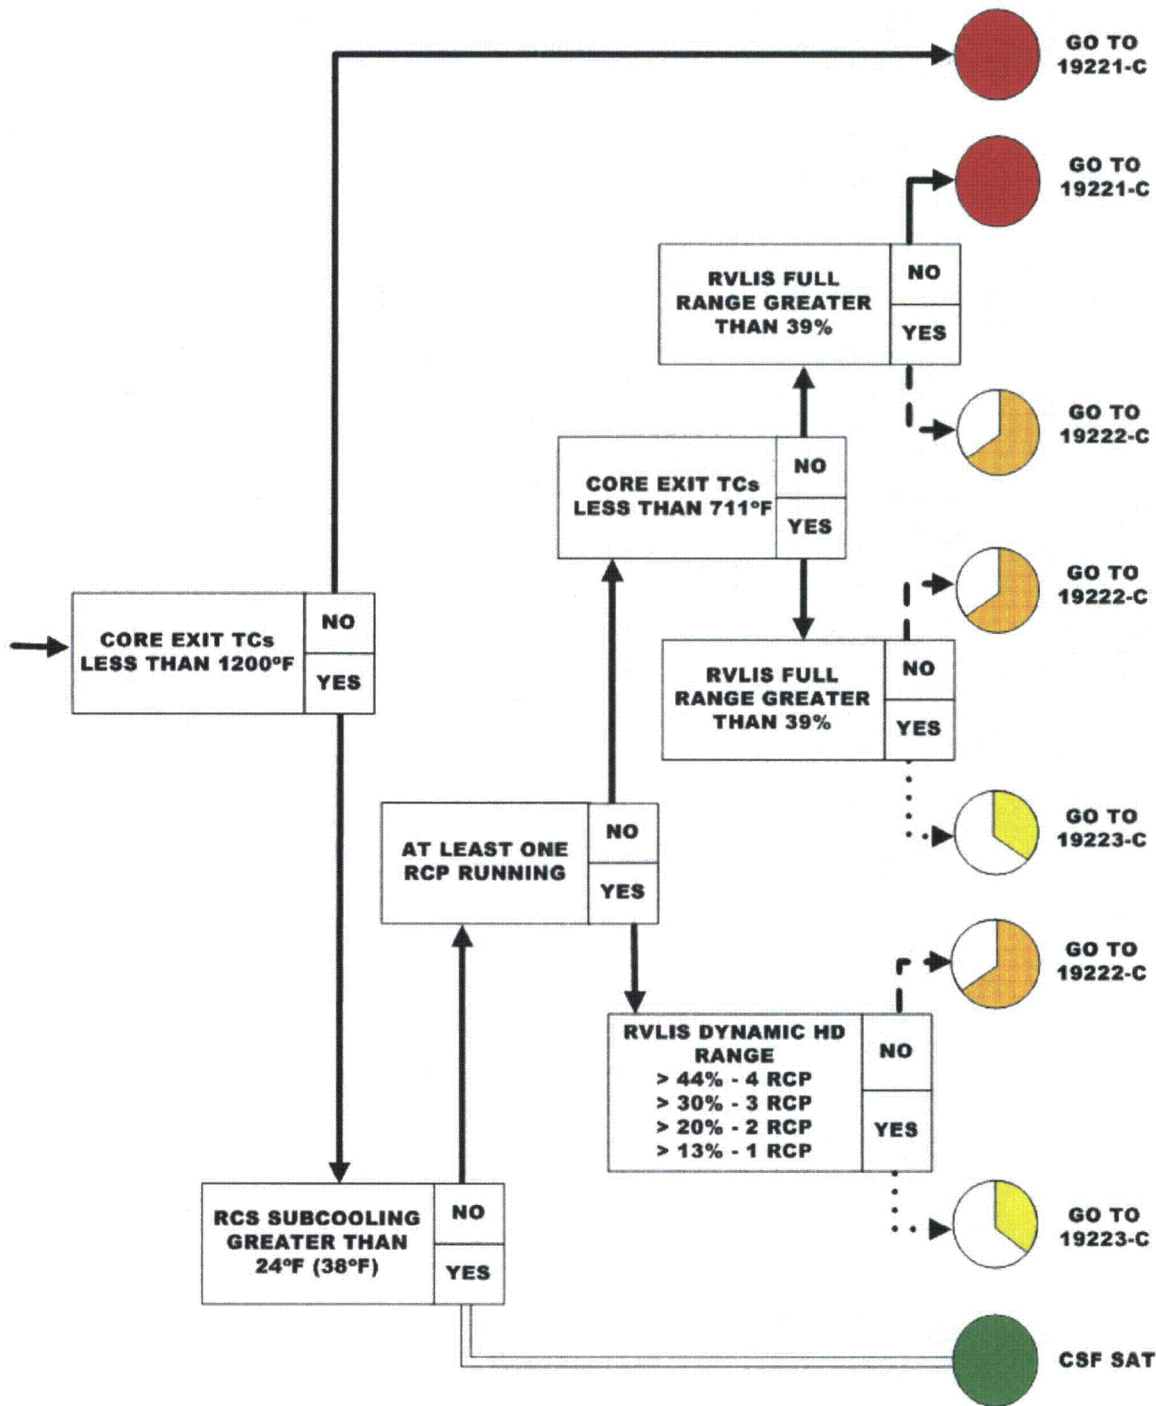 GO TO
19221-C
GO TO
19221-C
RVLIS FULL
RANGE GREATER
THAN 39%
NO
YES
GO TO
19222-C
CORE EXIT TCs
LESS THAN 711ºF
NO
YES
GO TO
19222-C
CORE EXIT TCs
LESS THAN 1200ºF
NO
YES
RVLIS FULL
RANGE GREATER
THAN 39%
NO
YES
GO TO
19223-C
AT LEAST ONE
RCP RUNNING
NO
YES
GO TO
19222-C
RVLIS DYNAMIC HD
RANGE
> 44% - 4 RCP
> 30% - 3 RCP
> 20% - 2 RCP
> 13% - 1 RCP
NO
YES
GO TO
19223-C
RCS SUBCOOLING
GREATER THAN
24ºF (38ºF)
NO
YES
CSF SAT